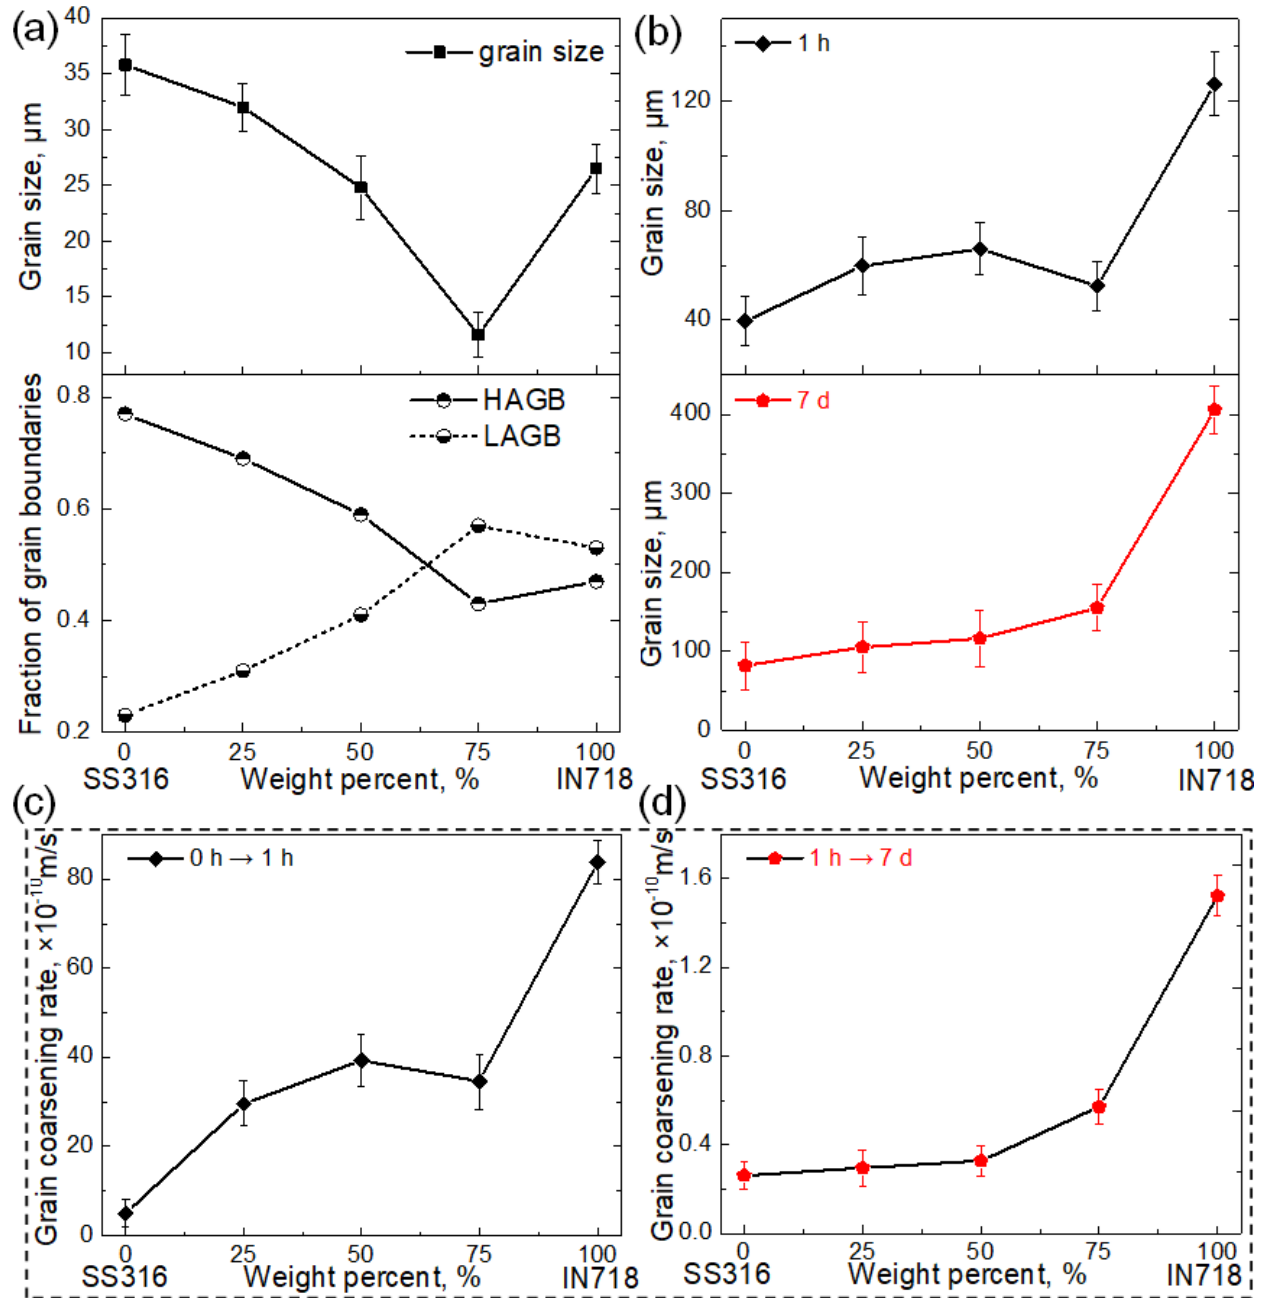 (a)
grain size
Grain size, μm
40
35
30
25
20
15
10
HAGB
LAGB
Fraction of grain boundaries
0.8
0.6
0.4
0.2
0 25 50 75 100
SS316 Weight percent, % IN718
(b)
1 h
Grain size, μm
120
80
40
7 d
Grain size, μm
400
300
200
100
0
0 25 50 75 100
SS316 Weight percent, % IN718
(c)
0 h → 1 h
Grain coarsening rate, ×10⁻¹⁰m/s
80
60
40
20
0
0 25 50 75 100
SS316 Weight percent, % IN718
(d)
1 h → 7 d
Grain coarsening rate, ×10⁻¹⁰m/s
1.6
1.2
0.8
0.4
0.0
0 25 50 75 100
SS316 Weight percent, % IN718